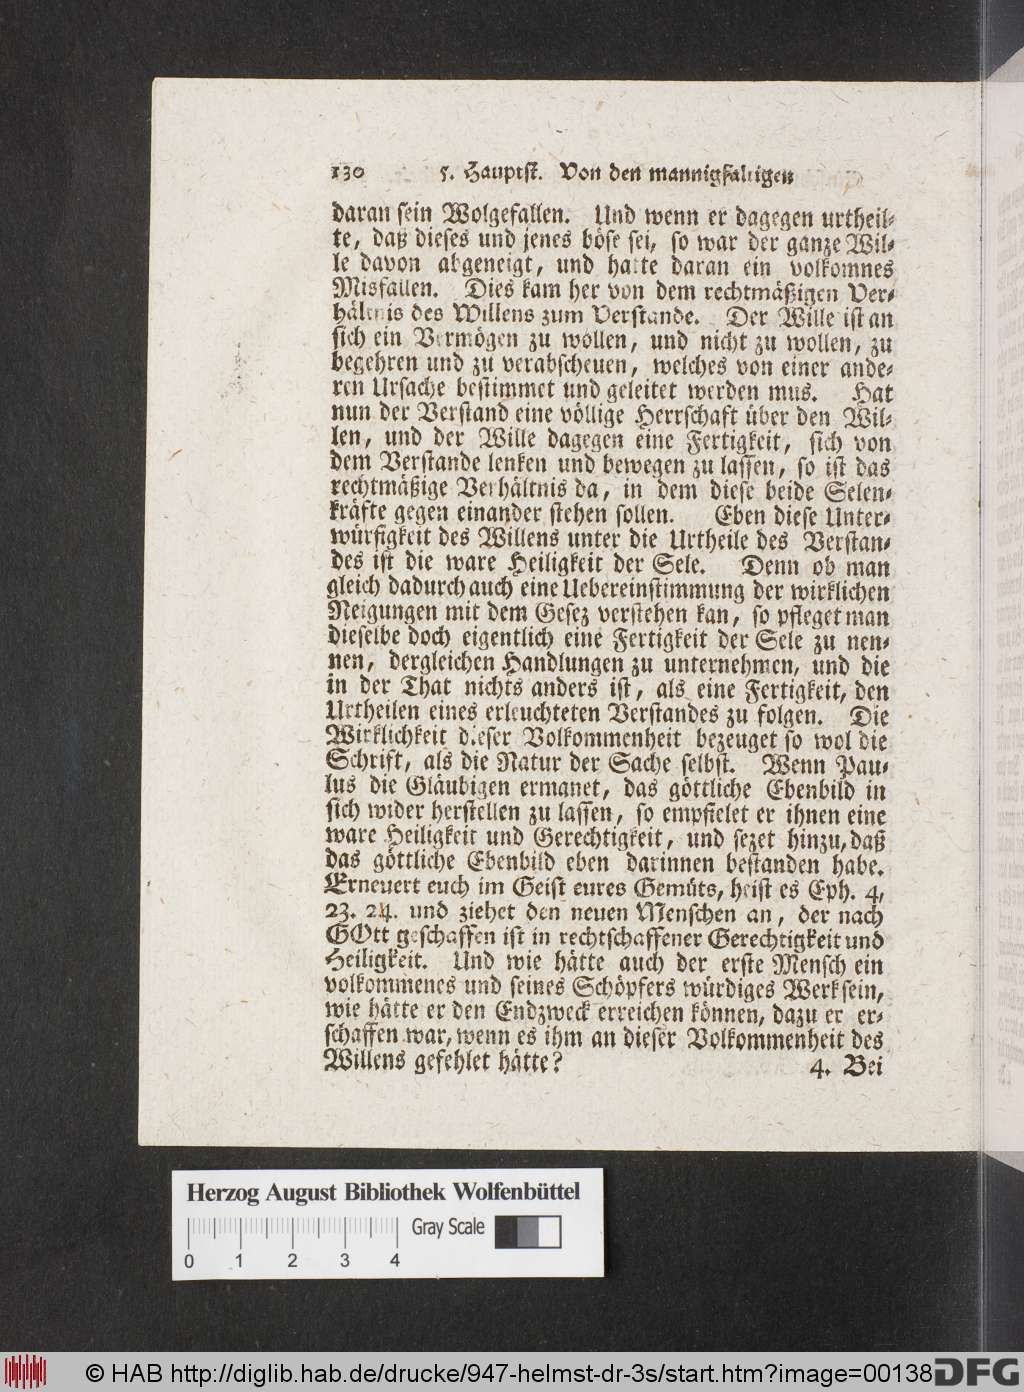 130 5. Hauptst. Von den mannigfaltigen
daran sein Wolgefallen. Und wenn er dagegen urtheil-
te, daß dieses und jenes böse sei, so war der ganze Wil-
le davon abgeneigt, und hatte daran ein volkomnes
Misfallen. Dies kam her von dem rechtmäßigen Ver-
hältnis des Willens zum Verstande. Der Wille ist an
sich ein Vermögen zu wollen, und nicht zu wollen, zu
begehren und zu verabscheuen, welches von einer ande-
ren Ursache bestimmet und geleitet werden mus. Hat
nun der Verstand eine völlige Herrschaft über den Wil-
len, und der Wille dagegen eine Fertigkeit, sich von
dem Verstande lenken und bewegen zu lassen, so ist das
rechtmäßige Verhältnis da, in dem diese beide Selen-
kräfte gegen einander stehen sollen. Eben diese Unter-
würfigkeit des Willens unter die Urtheile des Verstan-
des ist die ware Heiligkeit der Sele. Denn ob man
gleich dadurch auch eine Uebereinstimmung der wirklichen
Neigungen mit dem Gesez verstehen kan, so pfleget man
dieselbe doch eigentlich eine Fertigkeit der Sele zu nen-
nen, dergleichen Handlungen zu unternehmen, und die
in der That nichts anders ist, als eine Fertigkeit, den
Urtheilen eines erleuchteten Verstandes zu folgen. Die
Wirklichkeit dieser Volkommenheit bezeuget so wol die
Schrift, als die Natur der Sache selbst. Wenn Pau-
lus die Gläubigen ermanet, das göttliche Ebenbild in
sich wider herstellen zu lassen, so empfielet er ihnen eine
ware Heiligkeit und Gerechtigkeit, und sezet hinzu, daß
das göttliche Ebenbild eben darinnen bestanden habe.
Erneuert euch im Geist eures Gemüts, heist es Eph. 4,
23. 24. und ziehet den neuen Menschen an, der nach
GOtt geschaffen ist in rechtschaffener Gerechtigkeit und
Heiligkeit. Und wie hätte auch der erste Mensch ein
volkommenes und seines Schöpfers würdiges Werk sein,
wie hätte er den Endzweck erreichen können, dazu er er-
schaffen war, wenn es ihm an dieser Volkommenheit des
Willens gefehlet hätte?
4. Bei
Herzog August Bibliothek Wolfenbüttel
Gray Scale
0 1 2 3 4
© HAB http://diglib.hab.de/drucke/947-helmst-dr-3s/start.htm?image=00138
DFG